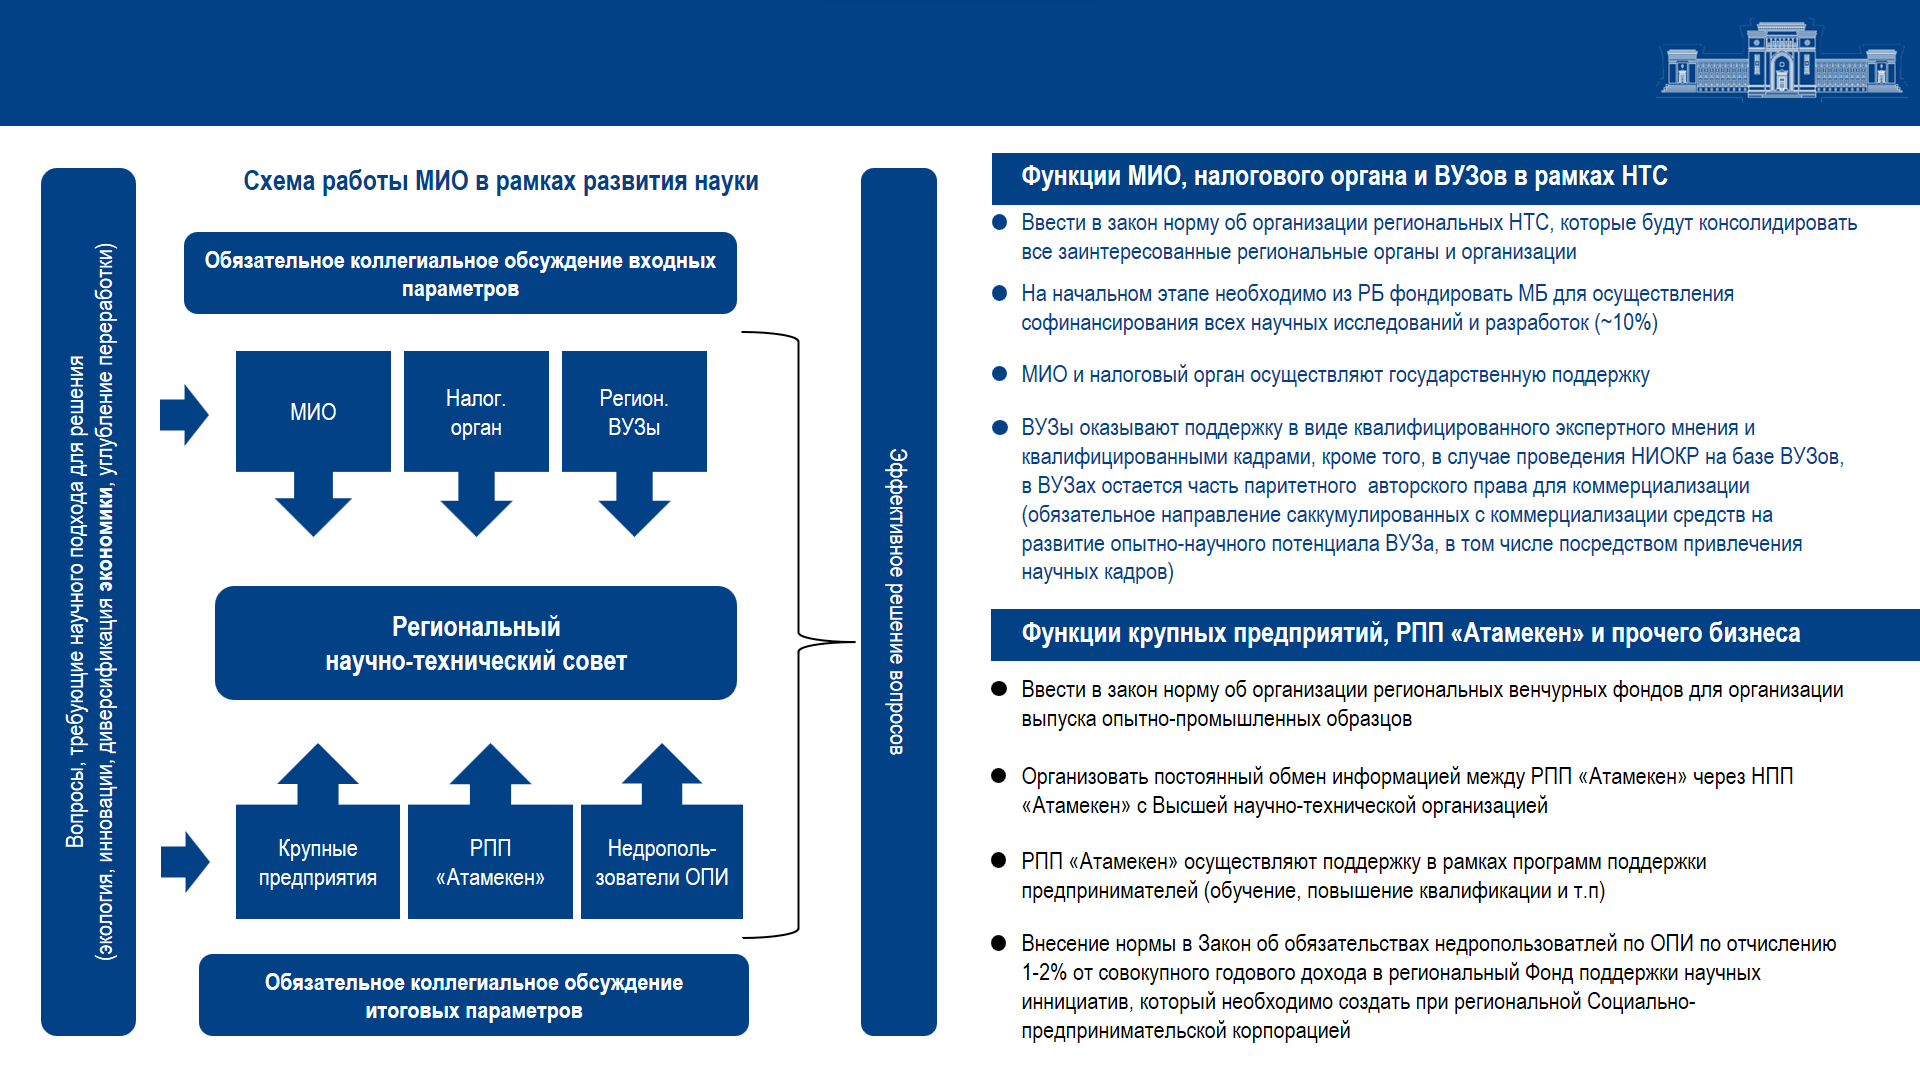 Вопросы, требующие научного подхода для решения
(экология, инновации, диверсификация экономики, углубление переработки)
Схема работы МИО в рамках развития науки
Обязательное коллегиальное обсуждение входных
параметров
МИО
Налог.
орган
Регион.
ВУЗы
Региональный
научно-технический совет
Крупные
предприятия
РПП
«Атамекен»
Недрополь-
зователи ОПИ
Обязательное коллегиальное обсуждение
итоговых параметров
Эффективное решение вопросов
Функции МИО, налогового органа и ВУЗов в рамках НТС
Ввести в закон норму об организации региональных НТС, которые будут консолидировать
все заинтересованные региональные органы и организации
На начальном этапе необходимо из РБ фондировать МБ для осуществления
софинансирования всех научных исследований и разработок (~10%)
МИО и налоговый орган осуществляют государственную поддержку
ВУЗы оказывают поддержку в виде квалифицированного экспертного мнения и
квалифицированными кадрами, кроме того, в случае проведения НИОКР на базе ВУЗов,
в ВУЗах остается часть паритетного  авторского права для коммерциализации
(обязательное направление саккумулированных с коммерциализации средств на
развитие опытно-научного потенциала ВУЗа, в том числе посредством привлечения
научных кадров)
Функции крупных предприятий, РПП «Атамекен» и прочего бизнеса
Ввести в закон норму об организации региональных венчурных фондов для организации
выпуска опытно-промышленных образцов
Организовать постоянный обмен информацией между РПП «Атамекен» через НПП
«Атамекен» с Высшей научно-технической организацией
РПП «Атамекен» осуществляют поддержку в рамках программ поддержки
предпринимателей (обучение, повышение квалификации и т.п)
Внесение нормы в Закон об обязательствах недропользоватлей по ОПИ по отчислению
1-2% от совокупного годового дохода в региональный Фонд поддержки научных
иннициатив, который необходимо создать при региональной Социально-
предпринимательской корпорацией